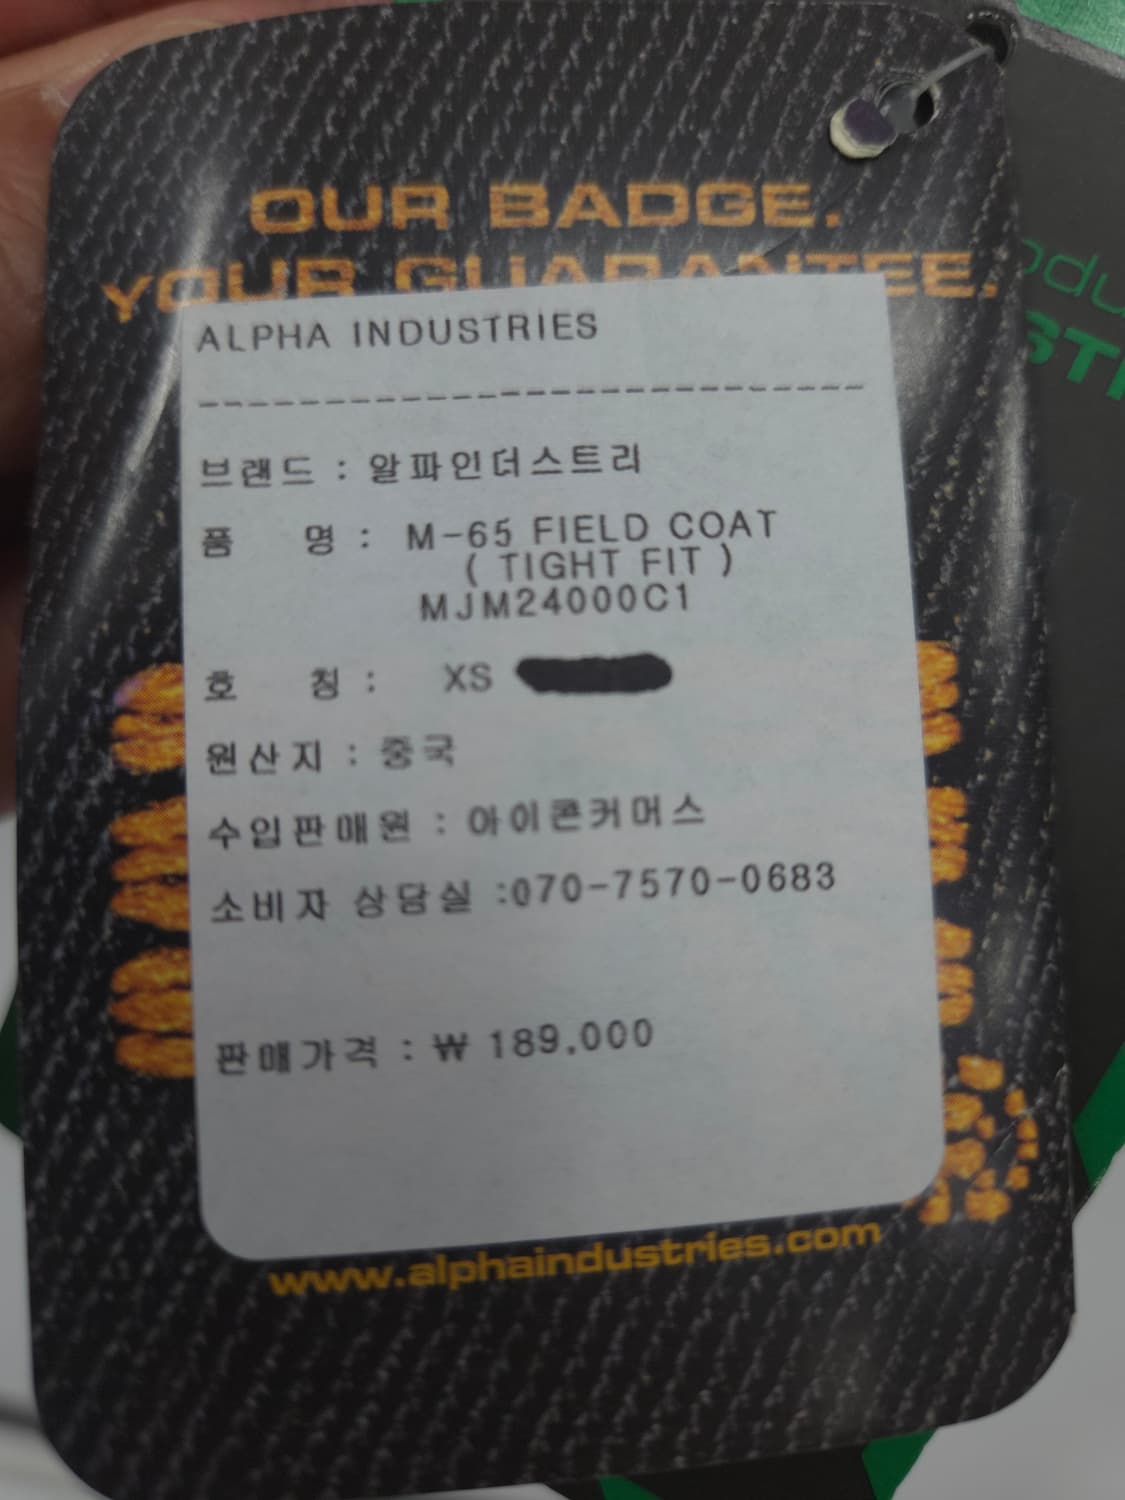 OUR BADGE.
YOUR GUARANTEE.
ALPHA INDUSTRIES
--------------------------
브랜드 : 알파인더스트리
품 명 : M-65 FIELD COAT
( TIGHT FIT )
MJM24000C1
호 칭 : XS
원산지 : 중국
수입판매원 : 아이콘커머스
소비자 상담실 :070-7570-0683
판매가격 : ₩ 189,000
www.alphaindustries.com